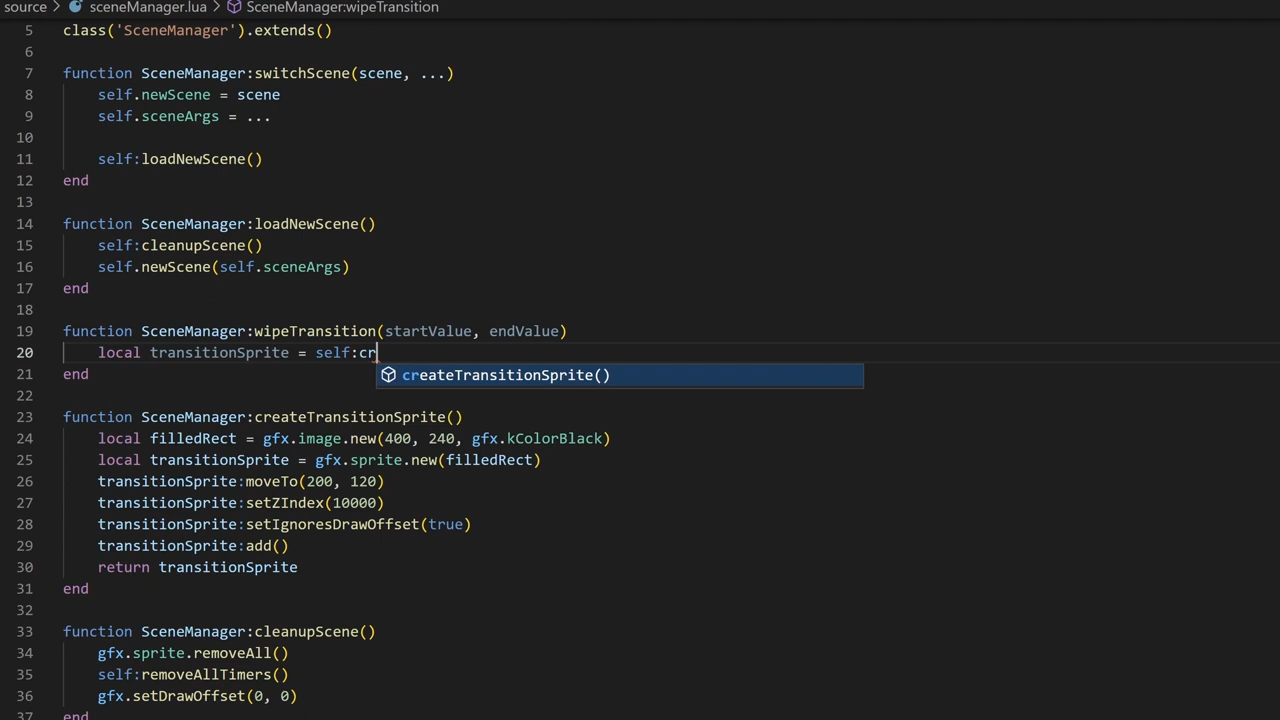 source > sceneManager.lua > SceneManager:wipeTransition
5 class('SceneManager').extends()
6
7 function SceneManager:switchScene(scene, ...)
8 self.newScene = scene
9 self.sceneArgs = ...
10
11 self:loadNewScene()
12 end
13
14 function SceneManager:loadNewScene()
15 self:cleanupScene()
16 self.newScene(self.sceneArgs)
17 end
18
19 function SceneManager:wipeTransition(startValue, endValue)
20 local transitionSprite = self:cr
createTransitionSprite()
21 end
22
23 function SceneManager:createTransitionSprite()
24 local filledRect = gfx.image.new(400, 240, gfx.kColorBlack)
25 local transitionSprite = gfx.sprite.new(filledRect)
26 transitionSprite:moveTo(200, 120)
27 transitionSprite:setZIndex(10000)
28 transitionSprite:setIgnoresDrawOffset(true)
29 transitionSprite:add()
30 return transitionSprite
31 end
32
33 function SceneManager:cleanupScene()
34 gfx.sprite.removeAll()
35 self:removeAllTimers()
36 gfx.setDrawOffset(0, 0)
37 end